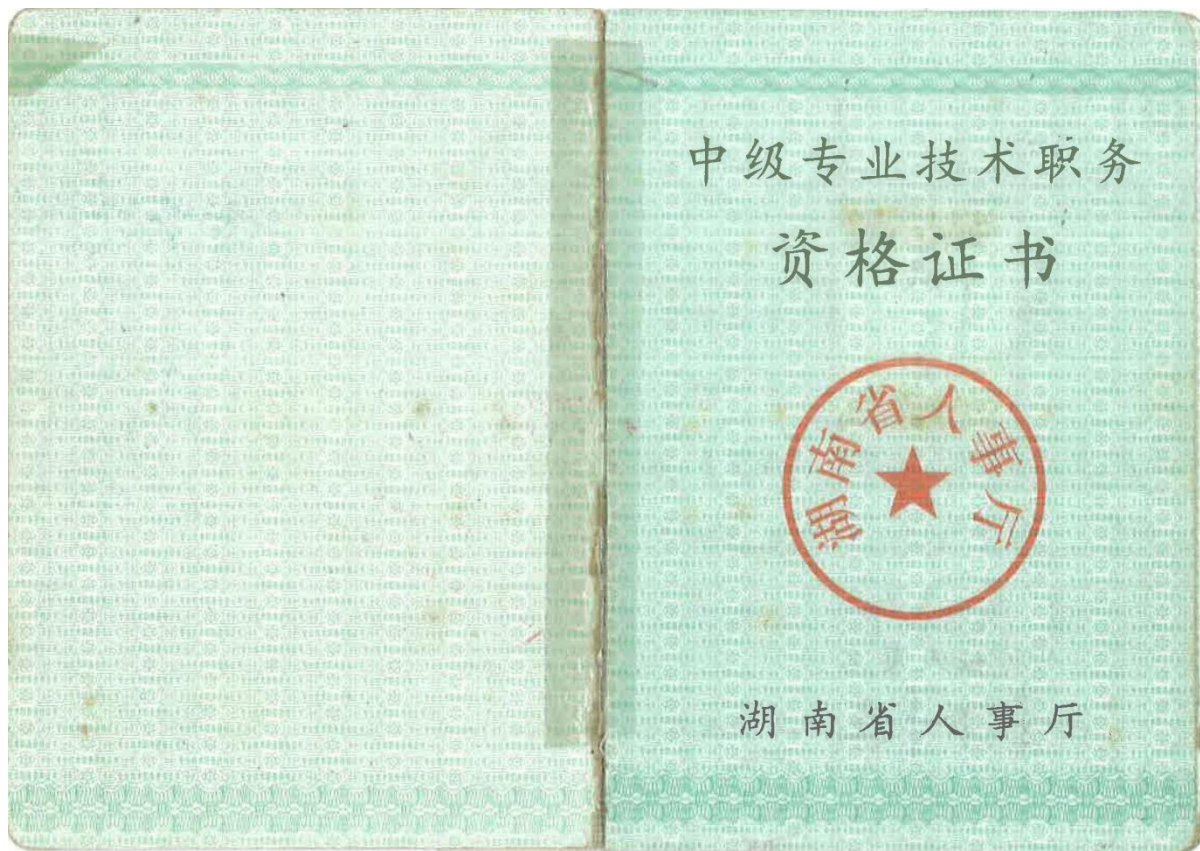 中级专业技术职务
资格证书
湖南省人事厅
湖南省人事厅